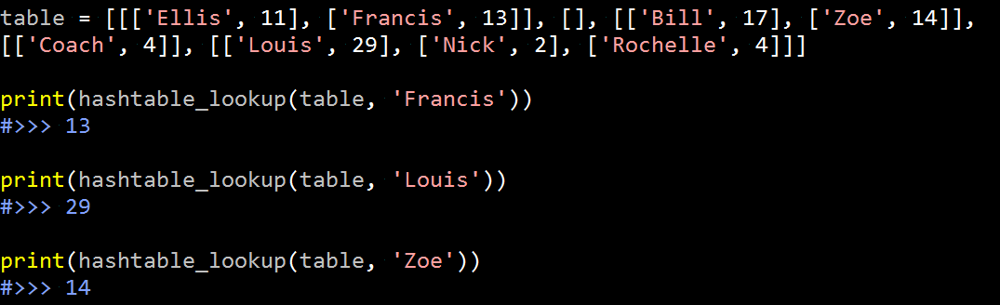 table = [[['Ellis', 11], ['Francis', 13]], [], [['Bill', 17], ['Zoe', 14]],
[['Coach', 4]], [['Louis', 29], ['Nick', 2], ['Rochelle', 4]]]
print(hashtable_lookup(table, 'Francis'))
#>>> 13
print(hashtable_lookup(table, 'Louis'))
#>>> 29
print(hashtable_lookup(table, 'Zoe'))
#>>> 14